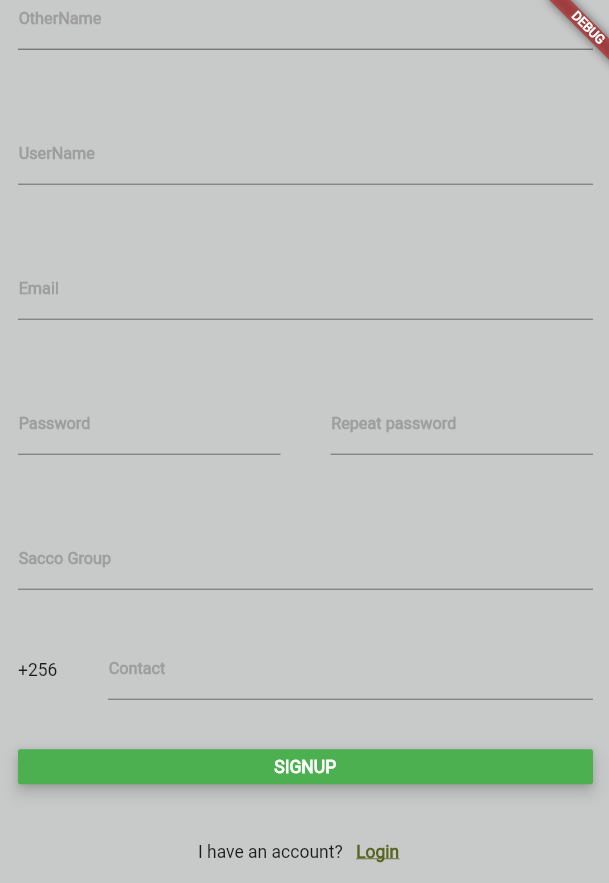 OtherName
DEBUG
UserName
Email
Password Repeat password
Sacco Group
+256 Contact
SIGNUP
I have an account? Login